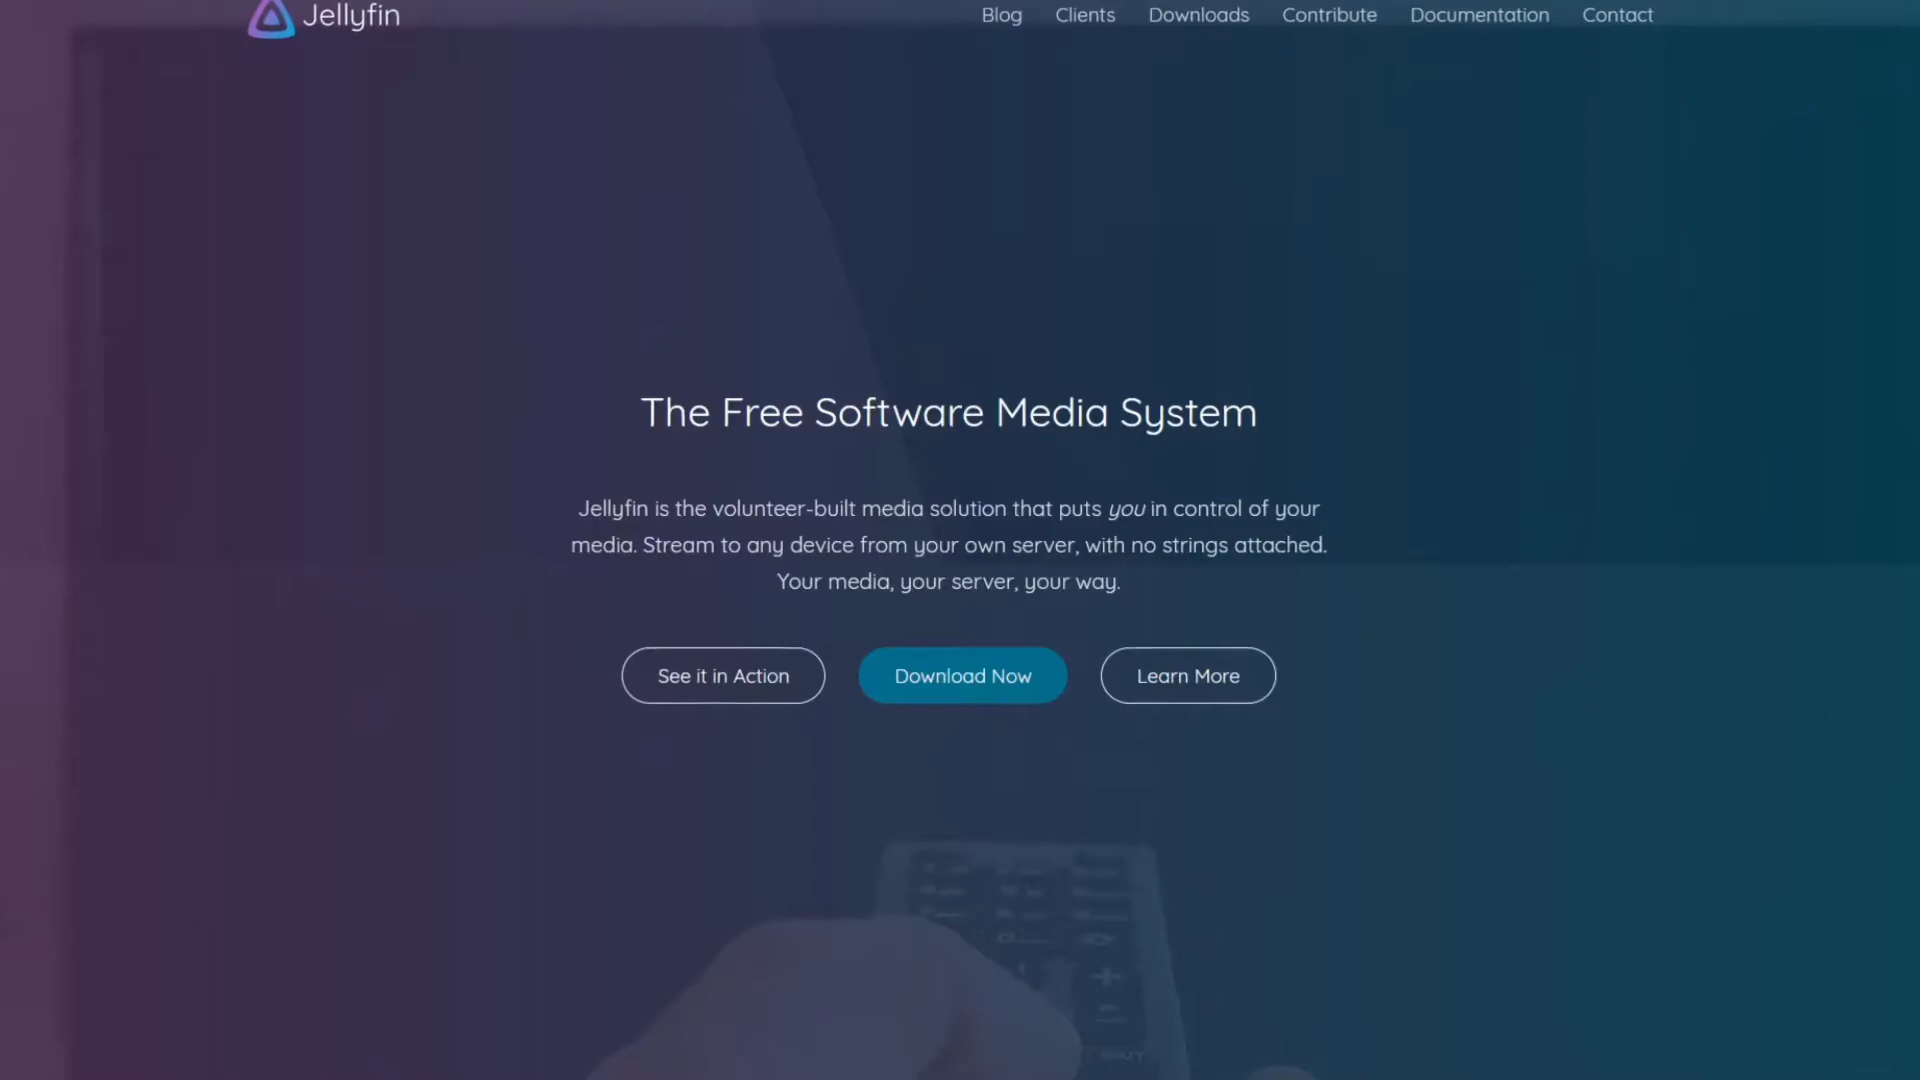 Jellyfin
Blog Clients Downloads Contribute Documentation Contact
The Free Software Media System
Jellyfin is the volunteer-built media solution that puts you in control of your
media. Stream to any device from your own server, with no strings attached.
Your media, your server, your way.
See it in Action Download Now Learn More